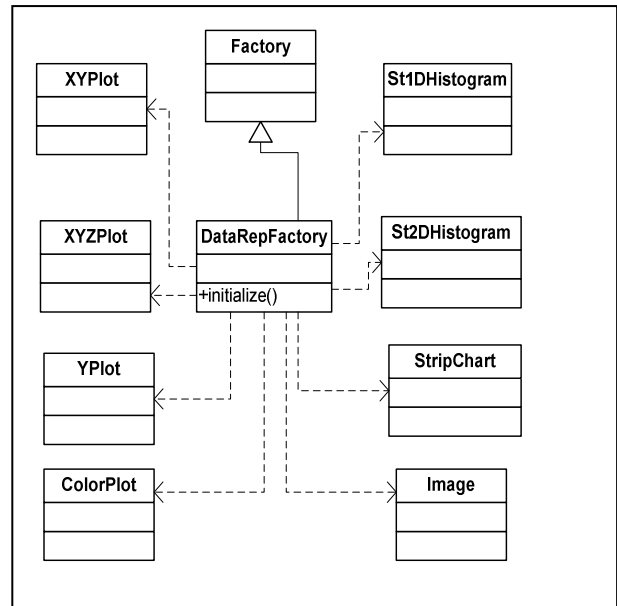 Factory
XYPlot
St1DHistogram
XYZPlot
DataRepFactory
+initialize()
St2DHistogram
YPlot
StripChart
ColorPlot
Image